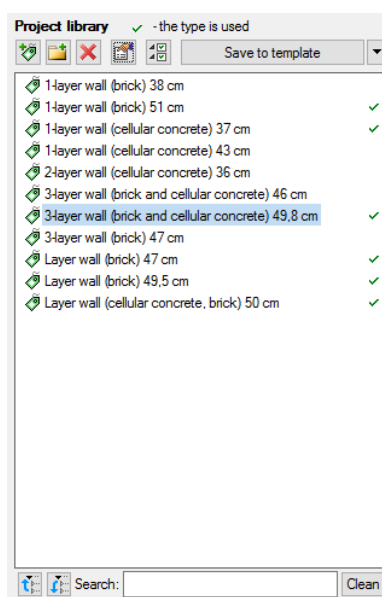 Project library ✓ - the type is used
Save to template
1-layer wall (brick) 38 cm
1-layer wall (brick) 51 cm
1-layer wall (cellular concrete) 37 cm
1-layer wall (cellular concrete) 43 cm
2-layer wall (cellular concrete) 36 cm
3-layer wall (brick and cellular concrete) 46 cm
3-layer wall (brick and cellular concrete) 49,8 cm
3-layer wall (brick) 47 cm
Layer wall (brick) 47 cm
Layer wall (brick) 49,5 cm
Layer wall (cellular concrete, brick) 50 cm
Search: Clean